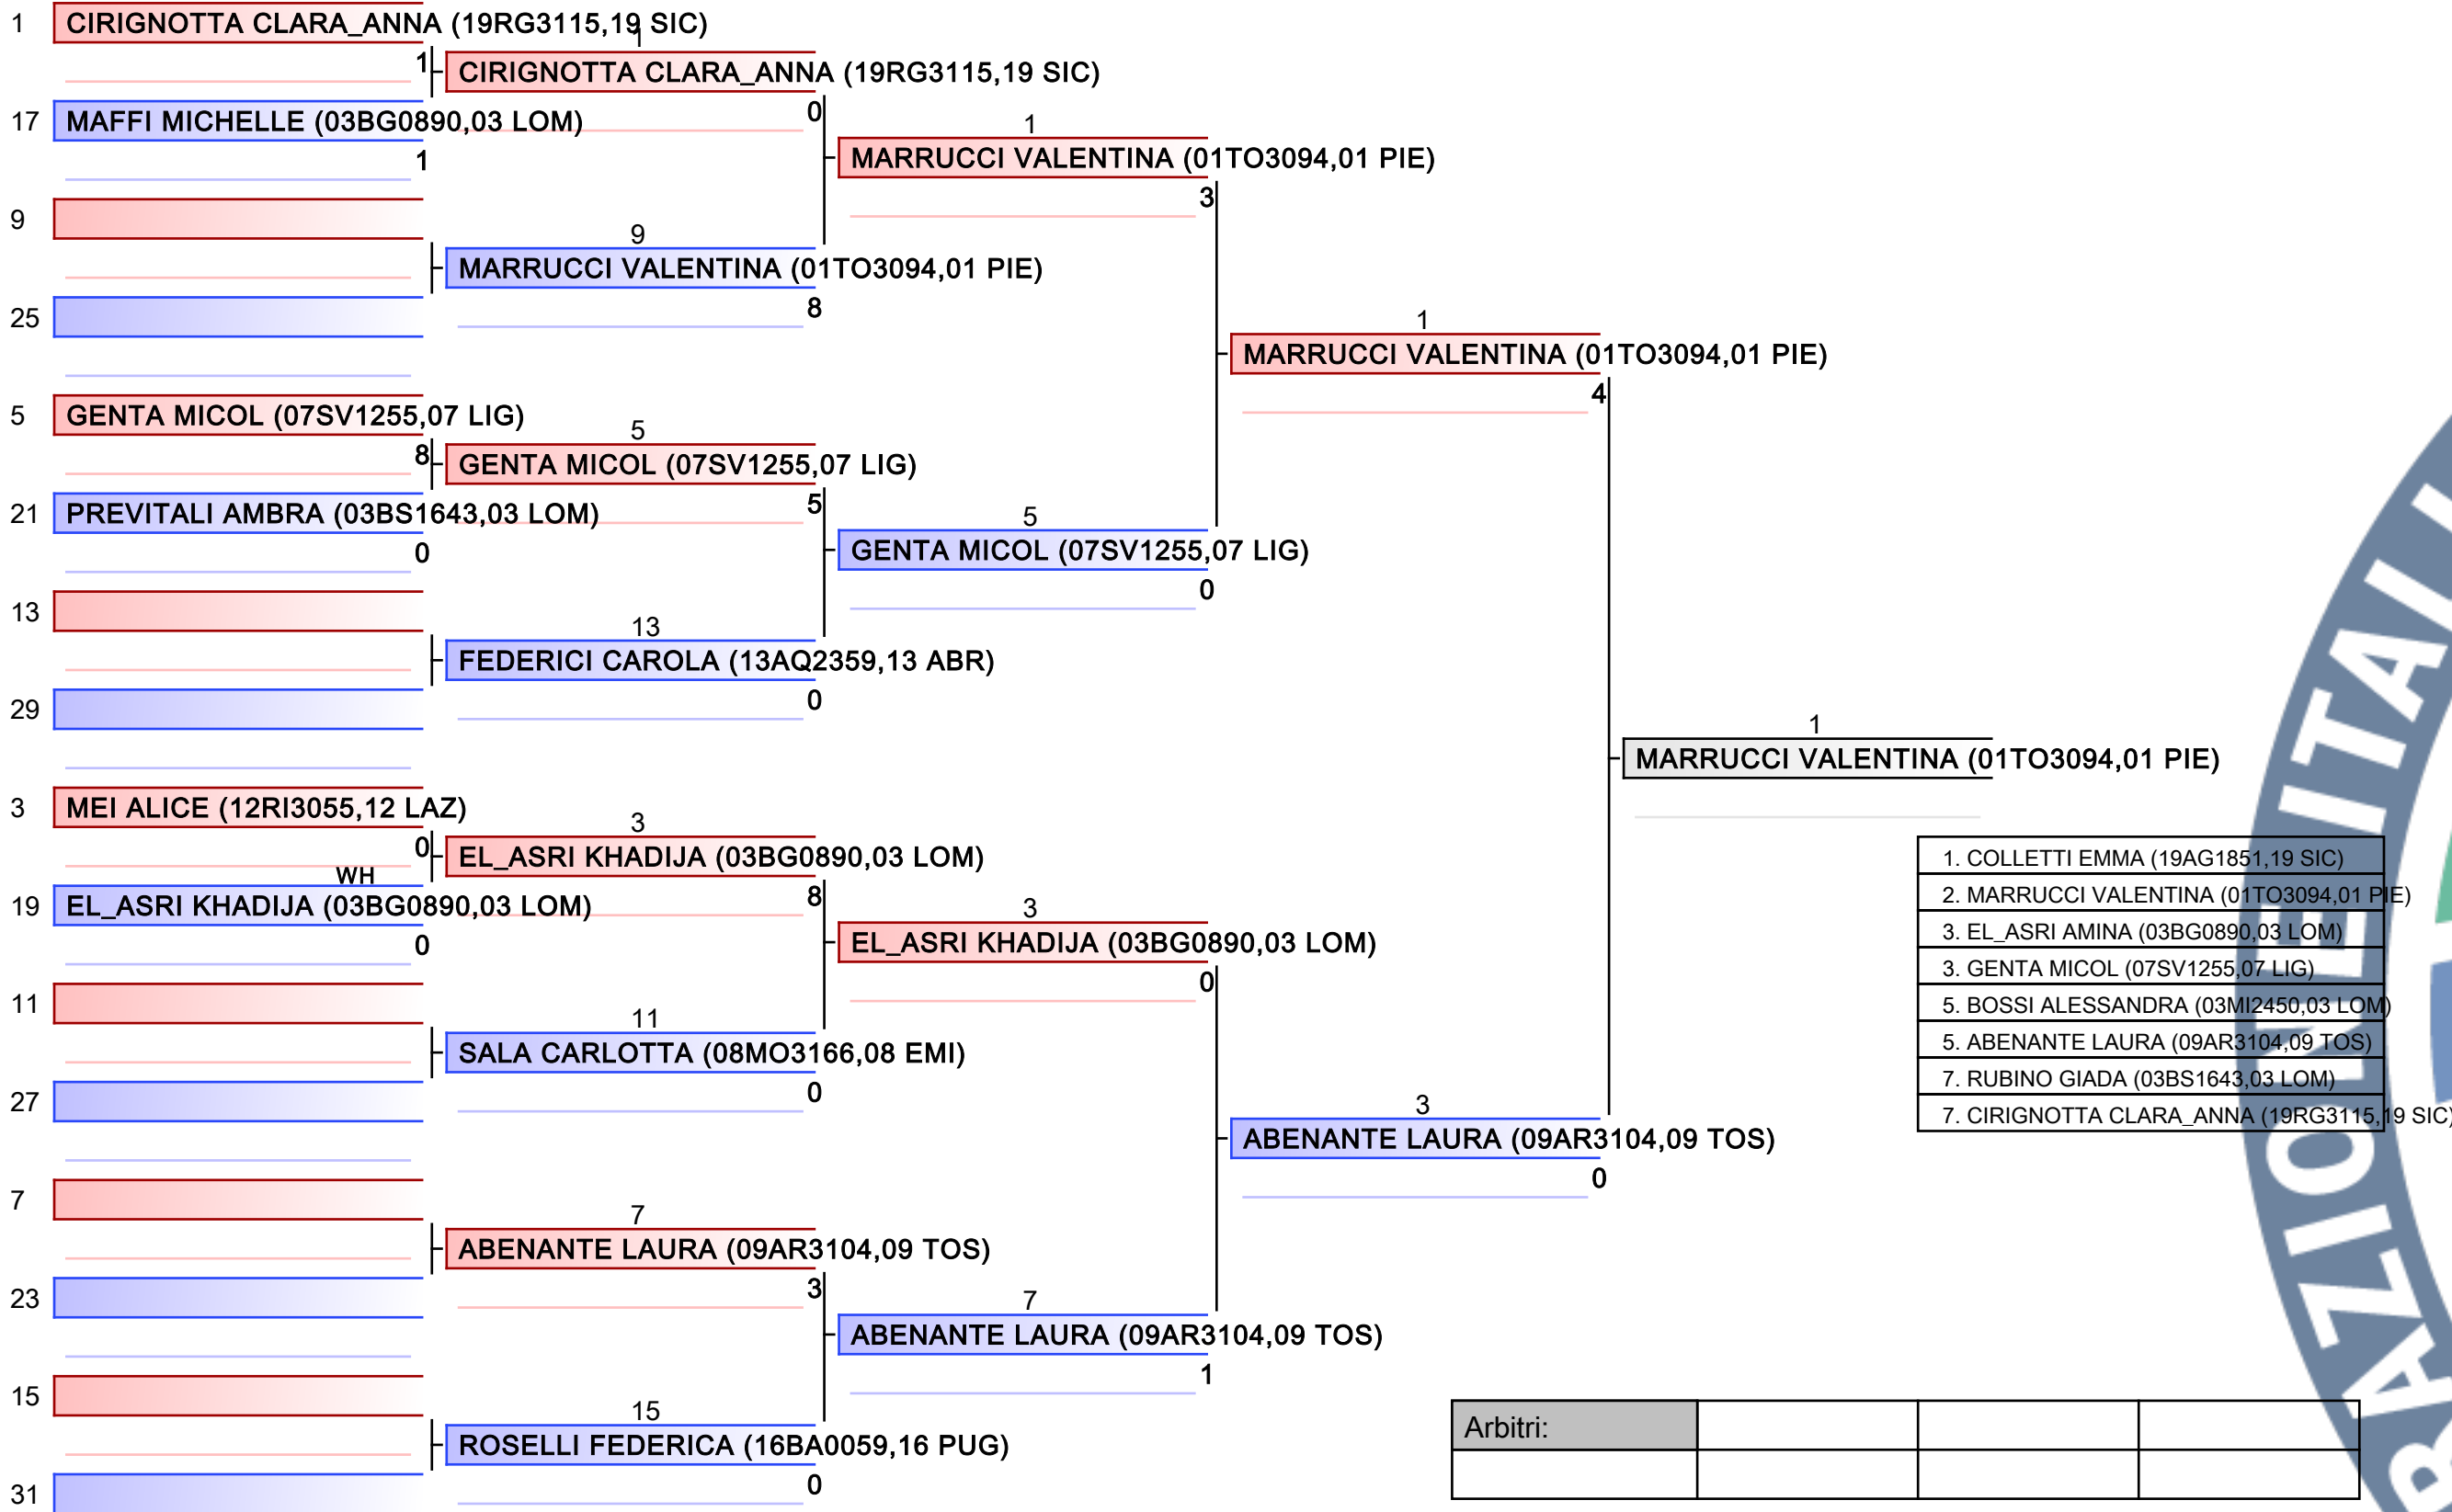 1 CIRIGNOTTA CLARA_ANNA (19RG3115,19 SIC)
1
17 MAFFI MICHELLE (03BG0890,03 LOM)
1
9
25
5 GENTA MICOL (07SV1255,07 LIG)
8
21 PREVITALI AMBRA (03BS1643,03 LOM)
0
13
29
3 MEI ALICE (12RI3055,12 LAZ)
0
WH
19 EL_ASRI KHADIJA (03BG0890,03 LOM)
0
11
27
7
23
15
31
1
CIRIGNOTTA CLARA_ANNA (19RG3115,19 SIC)
0
9
MARRUCCI VALENTINA (01TO3094,01 PIE)
8
5
GENTA MICOL (07SV1255,07 LIG)
5
13
FEDERICI CAROLA (13AQ2359,13 ABR)
0
3
EL_ASRI KHADIJA (03BG0890,03 LOM)
8
11
SALA CARLOTTA (08MO3166,08 EMI)
0
7
ABENANTE LAURA (09AR3104,09 TOS)
3
15
ROSELLI FEDERICA (16BA0059,16 PUG)
0
1
MARRUCCI VALENTINA (01TO3094,01 PIE)
3
5
GENTA MICOL (07SV1255,07 LIG)
0
3
EL_ASRI KHADIJA (03BG0890,03 LOM)
0
7
ABENANTE LAURA (09AR3104,09 TOS)
1
1
MARRUCCI VALENTINA (01TO3094,01 PIE)
4
3
ABENANTE LAURA (09AR3104,09 TOS)
0
1
MARRUCCI VALENTINA (01TO3094,01 PIE)
1. COLLETTI EMMA (19AG1851,19 SIC)
2. MARRUCCI VALENTINA (01TO3094,01 PIE)
3. EL_ASRI AMINA (03BG0890,03 LOM)
3. GENTA MICOL (07SV1255,07 LIG)
5. BOSSI ALESSANDRA (03MI2450,03 LOM)
5. ABENANTE LAURA (09AR3104,09 TOS)
7. RUBINO GIADA (03BS1643,03 LOM)
7. CIRIGNOTTA CLARA_ANNA (19RG3115,19 SIC)
Arbitri: